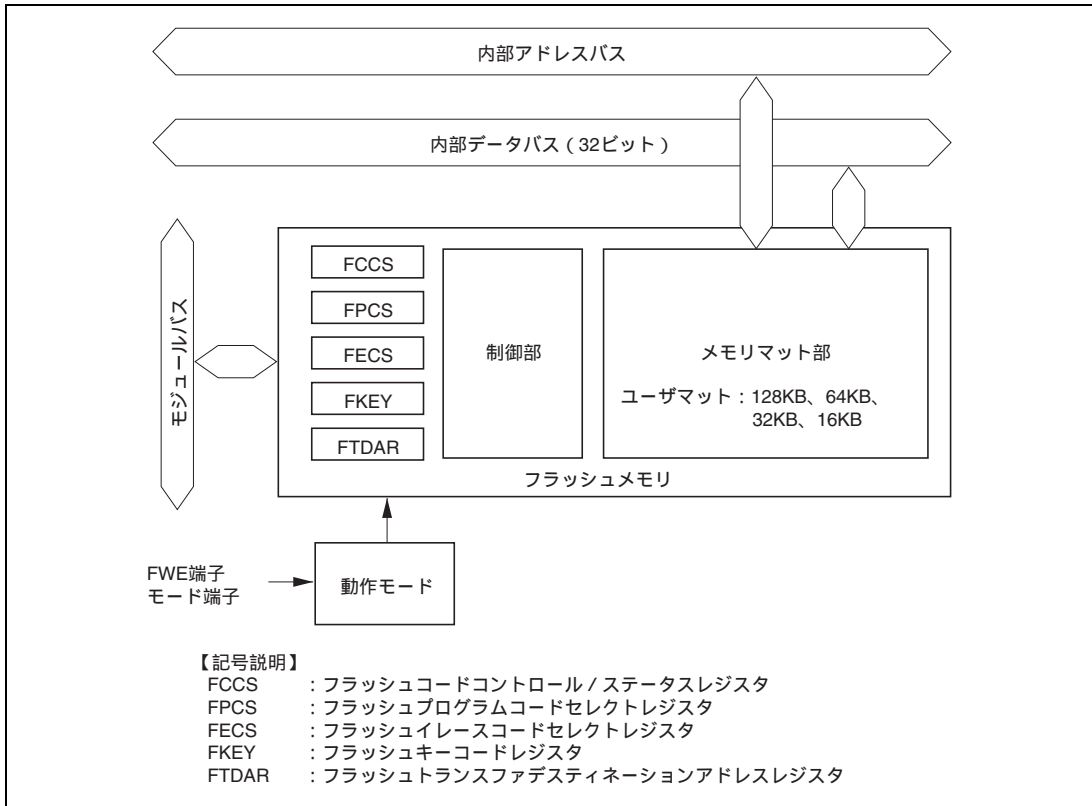 内部アドレスバス
内部データバス（32ビット）
モジュールバス
FCCS
FPCS
FECS
FKEY
FTDAR
制御部
メモリマット部
ユーザマット：128KB、64KB、
32KB、16KB
フラッシュメモリ
FWE端子
モード端子
動作モード
【記号説明】
FCCS ：フラッシュコードコントロール / ステータスレジスタ
FPCS ：フラッシュプログラムコードセレクトレジスタ
FECS ：フラッシュイレースコードセレクトレジスタ
FKEY ：フラッシュキーコードレジスタ
FTDAR ：フラッシュトランスファデスティネーションアドレスレジスタ